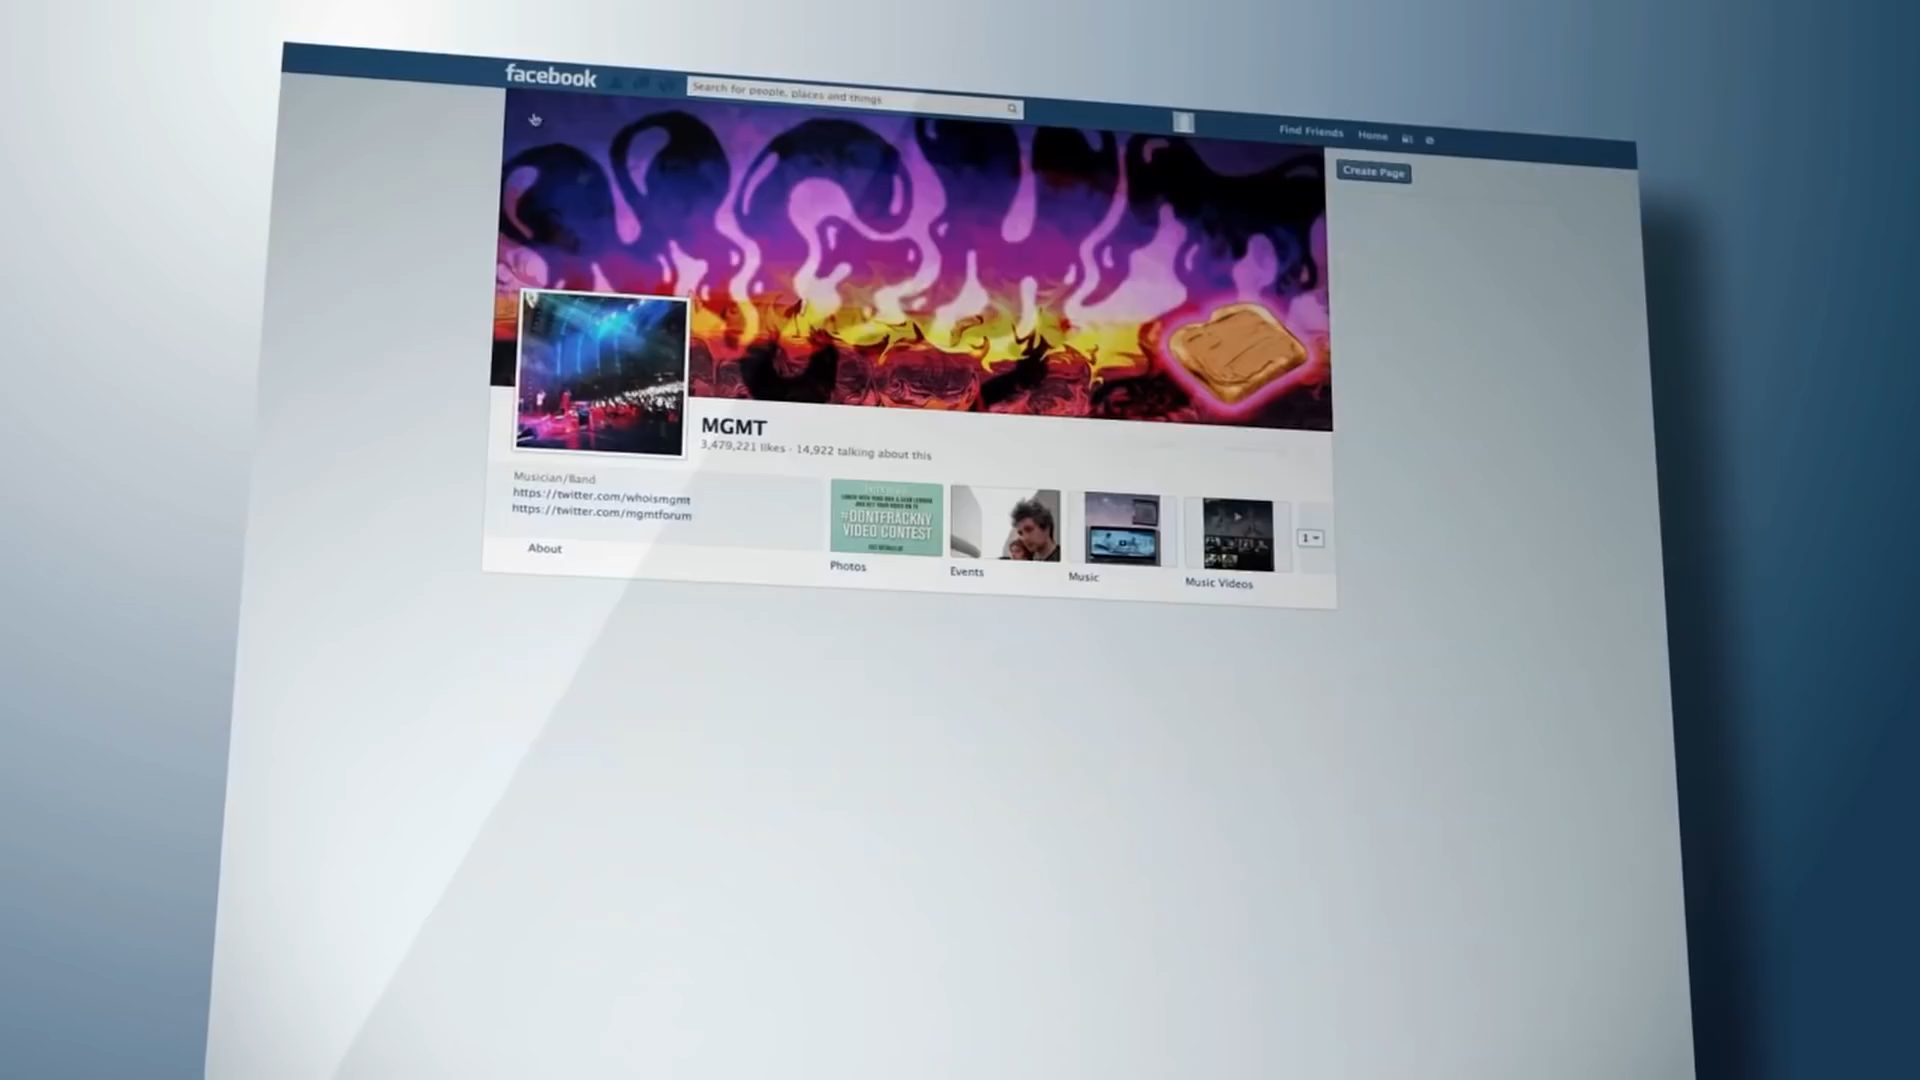 facebook
Search for people, places and things
Find Friends Home
Create Page
MGMT
3,479,221 likes · 14,922 talking about this
Musician/Band
https://twitter.com/whoismgmt
https://twitter.com/mgmtforum
About
#DONTFRACKNY
VIDEO CONTEST
Photos
Events
Music
Music Videos
1